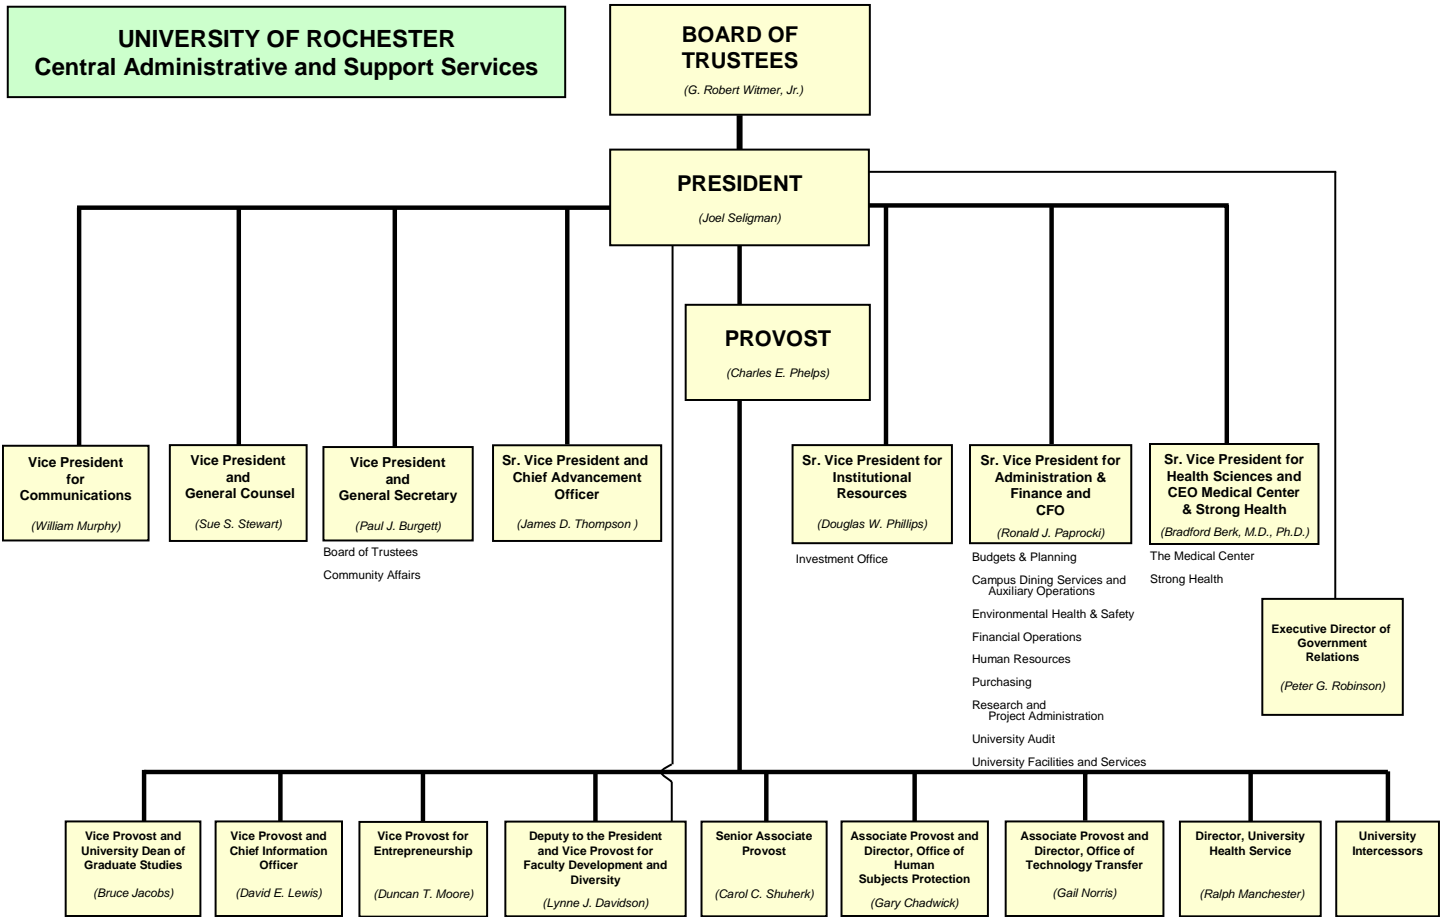 UNIVERSITY OF ROCHESTER
Central Administrative and Support Services
BOARD OF
TRUSTEES
(G. Robert Witmer, Jr.)
PRESIDENT
(Joel Seligman)
PROVOST
(Charles E. Phelps)
Vice President
for
Communications
(William Murphy)
Vice President
and
General Counsel
(Sue S. Stewart)
Vice President
and
General Secretary
(Paul J. Burgett)
Board of Trustees
Community Affairs
Sr. Vice President and
Chief Advancement
Officer
(James D. Thompson )
Sr. Vice President for
Institutional
Resources
(Douglas W. Phillips)
Investment Office
Sr. Vice President for
Administration &
Finance and
CFO
(Ronald J. Paprocki)
Budgets & Planning
Campus Dining Services and
Auxiliary Operations
Environmental Health & Safety
Financial Operations
Human Resources
Purchasing
Research and
Project Administration
University Audit
University Facilities and Services
Sr. Vice President for
Health Sciences and
CEO Medical Center
& Strong Health
(Bradford Berk, M.D., Ph.D.)
The Medical Center
Strong Health
Executive Director of
Government
Relations
(Peter G. Robinson)
Vice Provost and
University Dean of
Graduate Studies
(Bruce Jacobs)
Vice Provost and
Chief Information
Officer
(David E. Lewis)
Vice Provost for
Entrepreneurship
(Duncan T. Moore)
Deputy to the President
and Vice Provost for
Faculty Development and
Diversity
(Lynne J. Davidson)
Senior Associate
Provost
(Carol C. Shuherk)
Associate Provost and
Director, Office of
Human
Subjects Protection
(Gary Chadwick)
Associate Provost and
Director, Office of
Technology Transfer
(Gail Norris)
Director, University
Health Service
(Ralph Manchester)
University
Intercessors